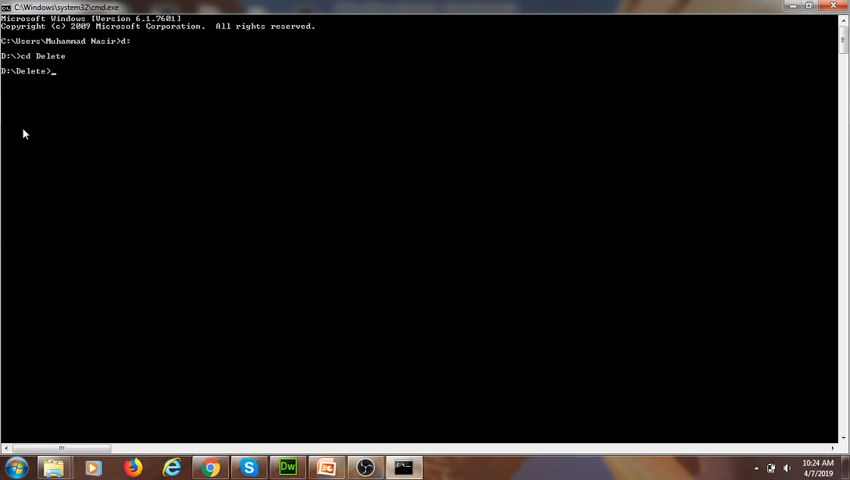 C:\Windows\system32\cmd.exe
Microsoft Windows [Version 6.1.7601]
Copyright (c) 2009 Microsoft Corporation.  All rights reserved.
C:\Users\Muhammad Nasir>d:
D:\>cd Delete
D:\Delete>_
Dw
10:24 AM
4/7/2019